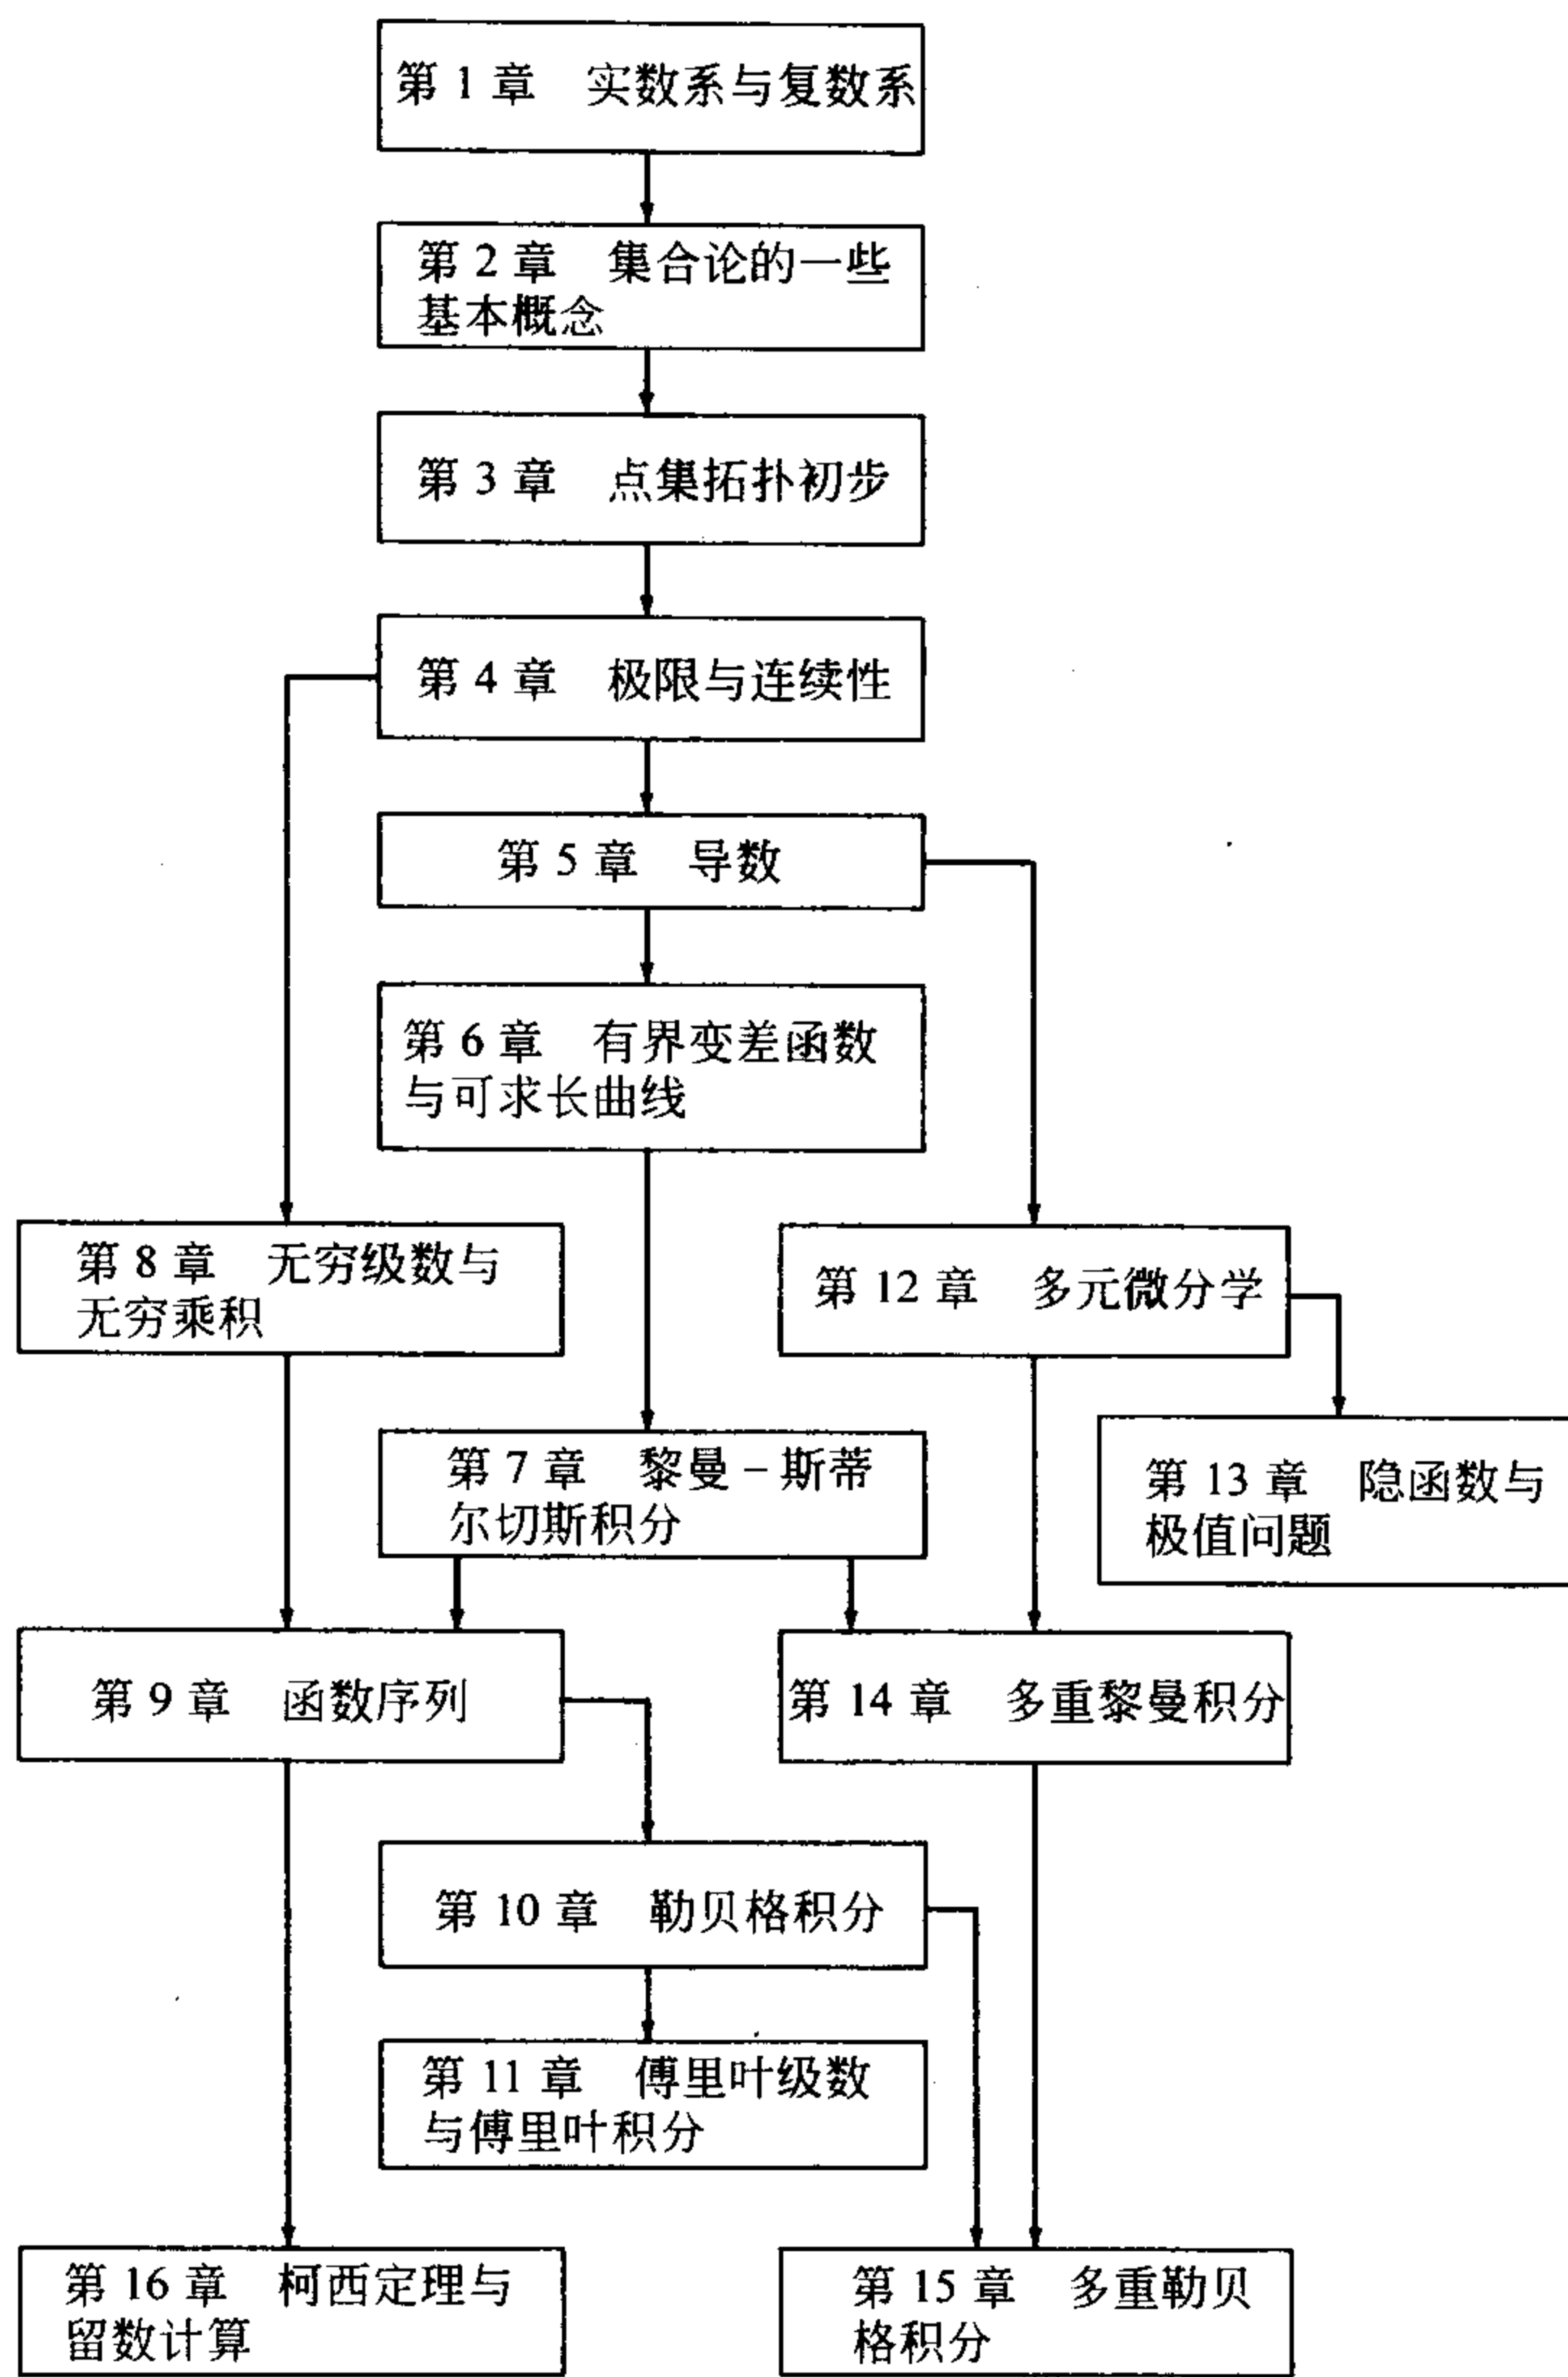 第 1 章 实数系与复数系
第 2 章 集合论的一些
基本概念
第 3 章 点集拓扑初步
第 4 章 极限与连续性
第 5 章 导数
第 6 章 有界变差函数
与可求长曲线
第 8 章 无穷级数与
无穷乘积
第 12 章 多元微分学
第 7 章 黎曼－斯蒂
尔切斯积分
第 13 章 隐函数与
极值问题
第 9 章 函数序列
第 14 章 多重黎曼积分
第 10 章 勒贝格积分
第 11 章 傅里叶级数
与傅里叶积分
第 16 章 柯西定理与
留数计算
第 15 章 多重勒贝
格积分